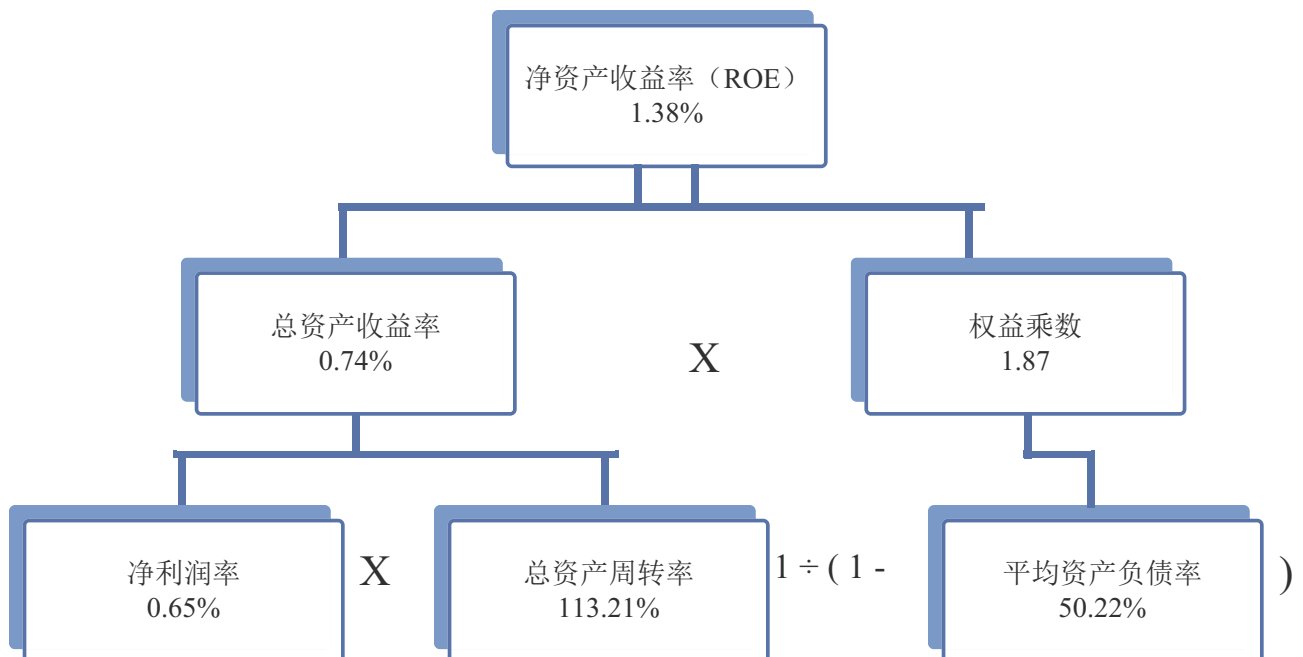 净资产收益率（ROE）
1.38%
总资产收益率
0.74%
X
权益乘数
1.87
净利润率
0.65%
X
总资产周转率
113.21%
1 ÷ ( 1 -
平均资产负债率
50.22%
)